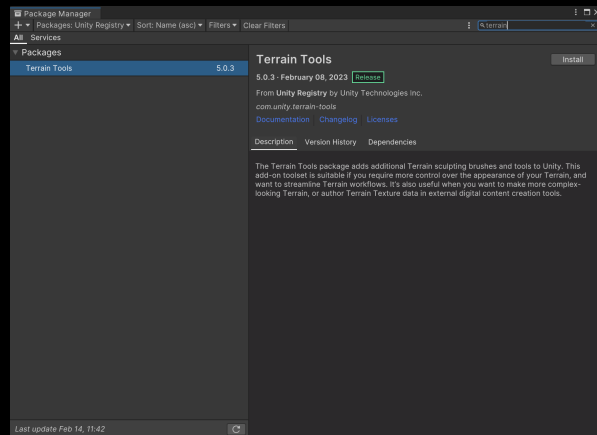 Package Manager
+ Packages: Unity Registry Sort: Name (asc) Filters Clear Filters terrain ×
All Services
Packages
Terrain Tools 5.0.3
Terrain Tools Install
5.0.3 · February 08, 2023 Release
From Unity Registry by Unity Technologies Inc.
com.unity.terrain-tools
Documentation Changelog Licenses
Description Version History Dependencies
The Terrain Tools package adds additional Terrain sculpting brushes and tools to Unity. This
add-on toolset is suitable if you require more control over the appearance of your Terrain, and
want to streamline Terrain workflows. It's also useful when you want to make more complex-
looking Terrain, or author Terrain Texture data in external digital content creation tools.
Last update Feb 14, 11:42